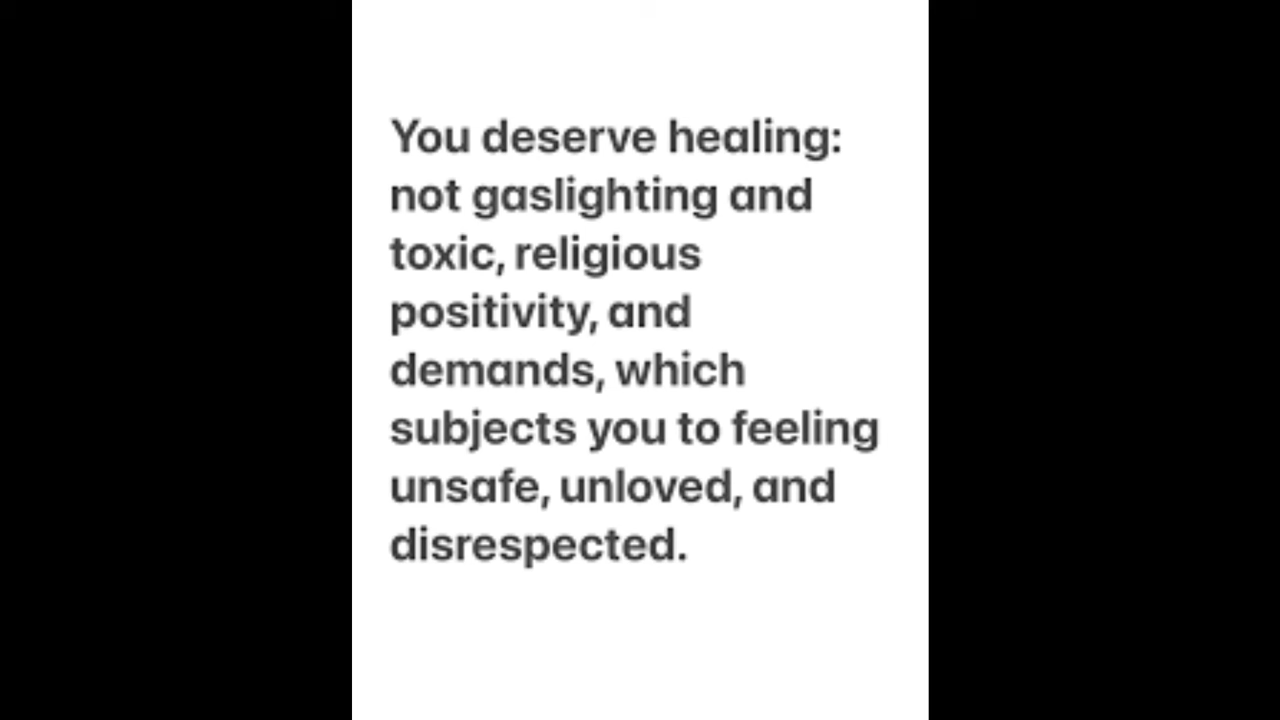 You deserve healing:
not gaslighting and
toxic, religious
positivity, and
demands, which
subjects you to feeling
unsafe, unloved, and
disrespected.